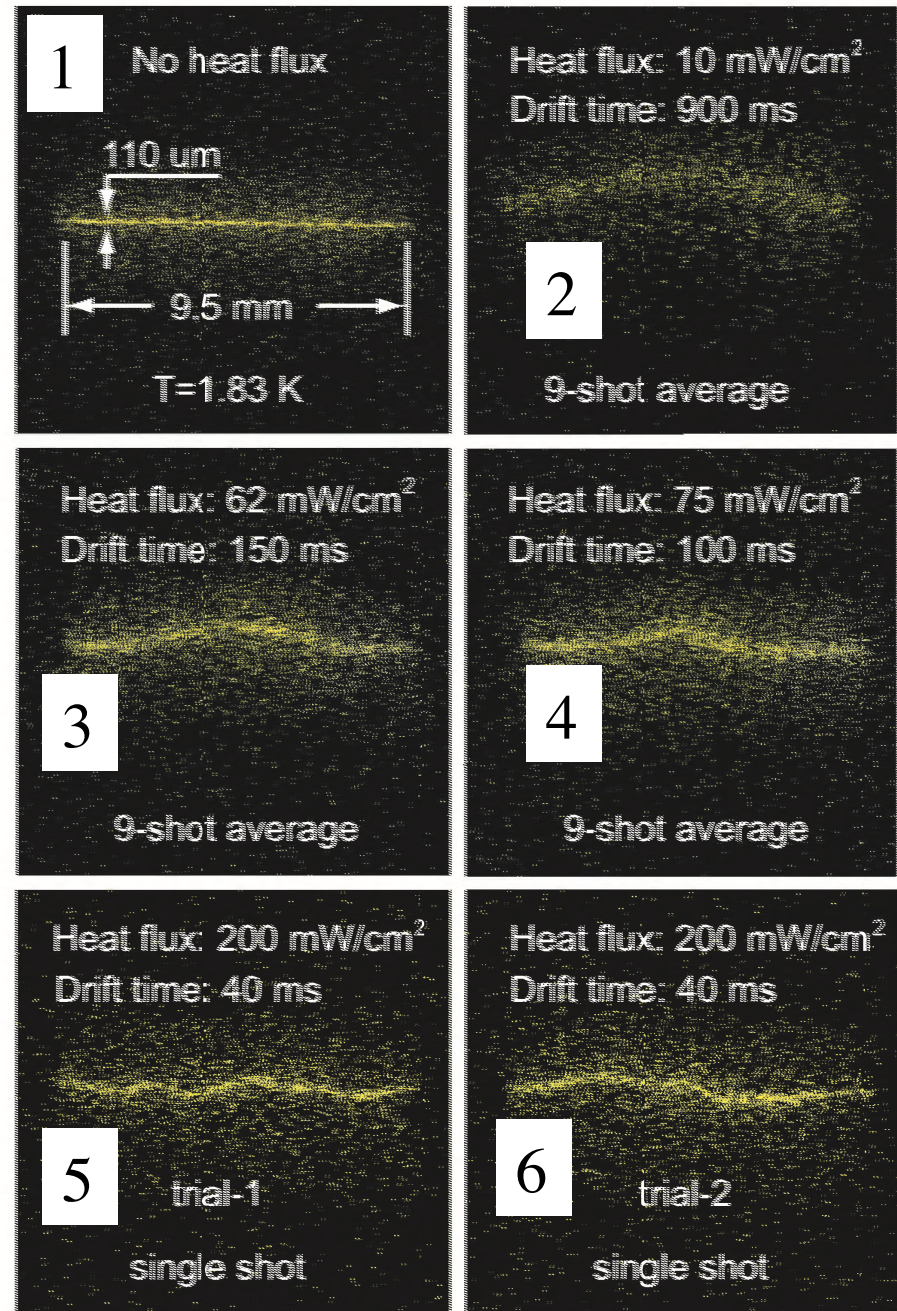 1
No heat flux
110 um
9.5 mm
T=1.83 K
Heat flux: 10 mW/cm²
Drift time: 900 ms
2
9-shot average
Heat flux: 62 mW/cm²
Drift time: 150 ms
3
9-shot average
Heat flux: 75 mW/cm²
Drift time: 100 ms
4
9-shot average
Heat flux: 200 mW/cm²
Drift time: 40 ms
5
trial-1
single shot
Heat flux: 200 mW/cm²
Drift time: 40 ms
6
trial-2
single shot